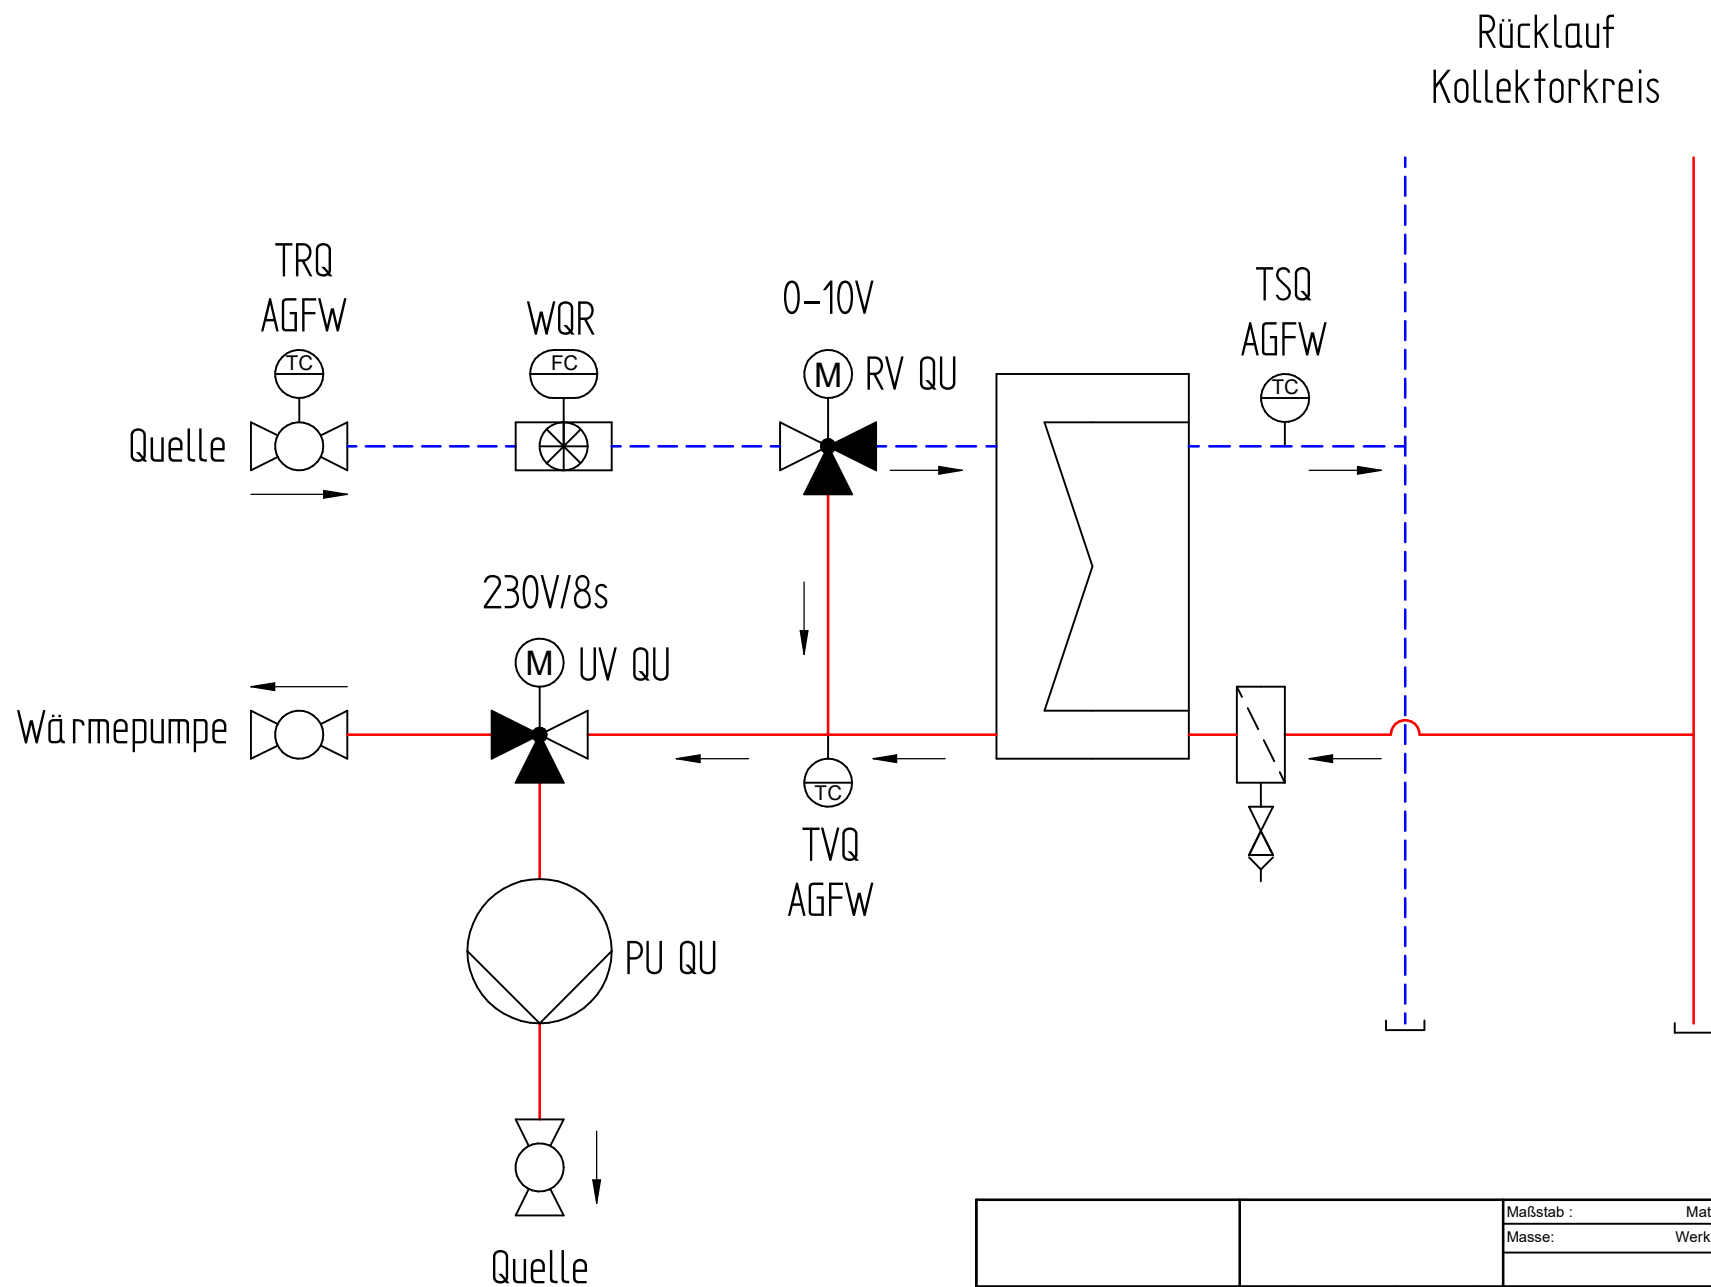 Rücklauf
Kollektorkreis
TRQ
AGFW
TC
WQR
FC
0-10V
M
RV QU
TSQ
AGFW
TC
Quelle
230V/8s
M
UV QU
Wärmepumpe
TC
TVQ
AGFW
PU QU
Quelle
Maßstab :
Mat
Masse:
Werk